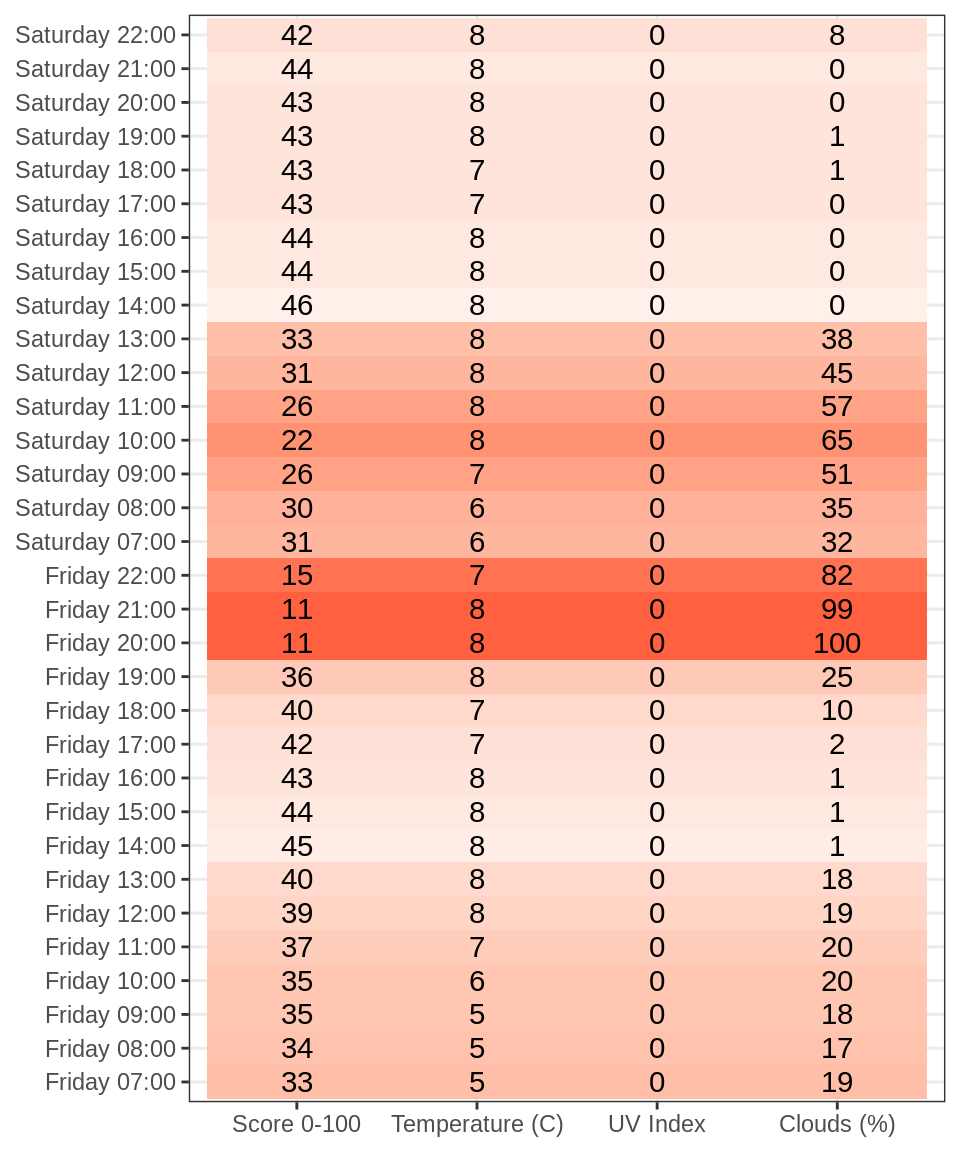 Saturday 22:00 42 8 0 8
Saturday 21:00 44 8 0 0
Saturday 20:00 43 8 0 0
Saturday 19:00 43 8 0 1
Saturday 18:00 43 7 0 1
Saturday 17:00 43 7 0 0
Saturday 16:00 44 8 0 0
Saturday 15:00 44 8 0 0
Saturday 14:00 46 8 0 0
Saturday 13:00 33 8 0 38
Saturday 12:00 31 8 0 45
Saturday 11:00 26 8 0 57
Saturday 10:00 22 8 0 65
Saturday 09:00 26 7 0 51
Saturday 08:00 30 6 0 35
Saturday 07:00 31 6 0 32
Friday 22:00 15 7 0 82
Friday 21:00 11 8 0 99
Friday 20:00 11 8 0 100
Friday 19:00 36 8 0 25
Friday 18:00 40 7 0 10
Friday 17:00 42 7 0 2
Friday 16:00 43 8 0 1
Friday 15:00 44 8 0 1
Friday 14:00 45 8 0 1
Friday 13:00 40 8 0 18
Friday 12:00 39 8 0 19
Friday 11:00 37 7 0 20
Friday 10:00 35 6 0 20
Friday 09:00 35 5 0 18
Friday 08:00 34 5 0 17
Friday 07:00 33 5 0 19
Score 0-100 Temperature (C) UV Index Clouds (%)